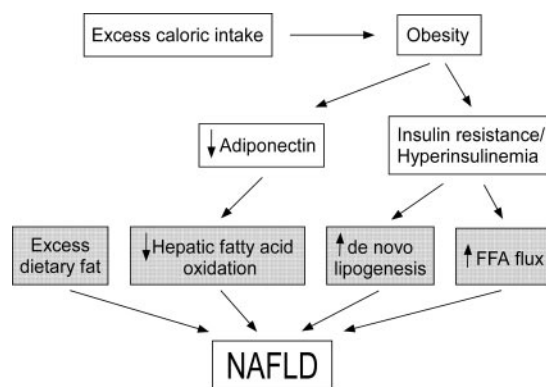 Excess caloric intake
Obesity
↓ Adiponectin
Insulin resistance/
Hyperinsulinemia
Excess
dietary fat
↓ Hepatic fatty acid
oxidation
↑ de novo
lipogenesis
↑ FFA flux
NAFLD